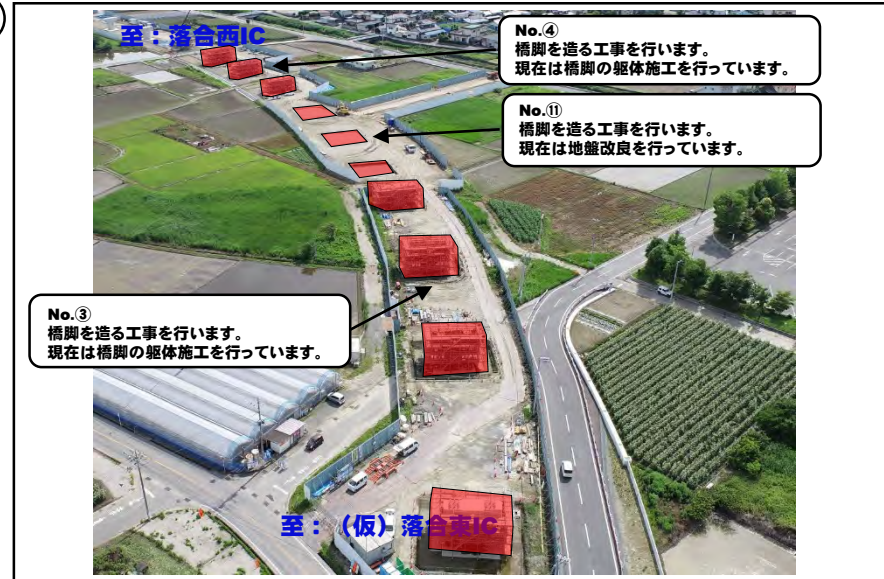 至：落合西IC
No.④
橋脚を造る工事を行います。
現在は橋脚の躯体施工を行っています。
No.⑪
橋脚を造る工事を行います。
現在は地盤改良を行っています。
No.③
橋脚を造る工事を行います。
現在は橋脚の躯体施工を行っています。
至：（仮）落合東IC